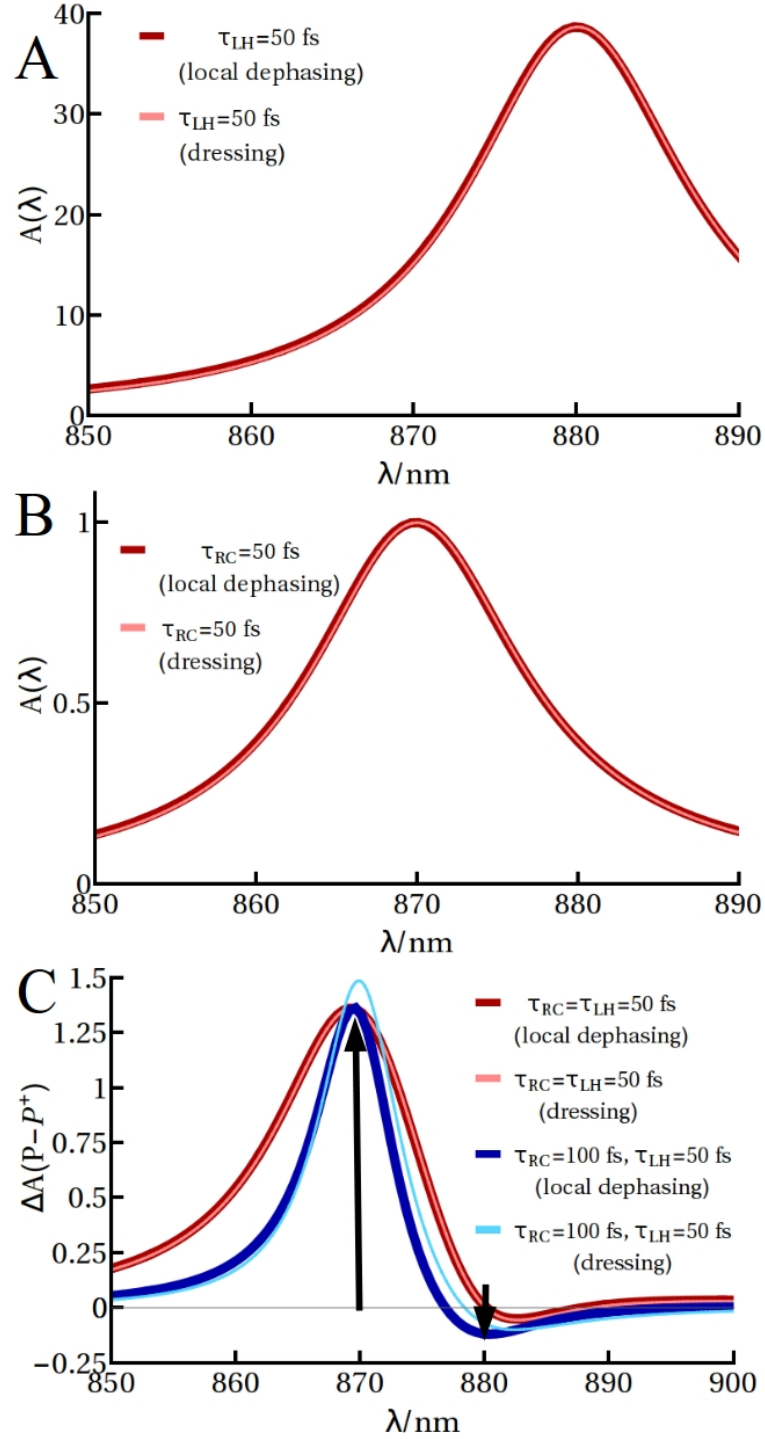 A
40
30
20
10
0
A(λ)
τLH=50 fs
(local dephasing)
τLH=50 fs
(dressing)
850 860 870 880 890
λ/nm
B
1
0.5
0
A(λ)
τRC=50 fs
(local dephasing)
τRC=50 fs
(dressing)
850 860 870 880 890
λ/nm
C
1.5
1.25
1
0.75
0.5
0.25
0
−0.25
ΔA(P−P⁺)
τRC=τLH=50 fs
(local dephasing)
τRC=τLH=50 fs
(dressing)
τRC=100 fs, τLH=50 fs
(local dephasing)
τRC=100 fs, τLH=50 fs
(dressing)
850 860 870 880 890 900
λ/nm